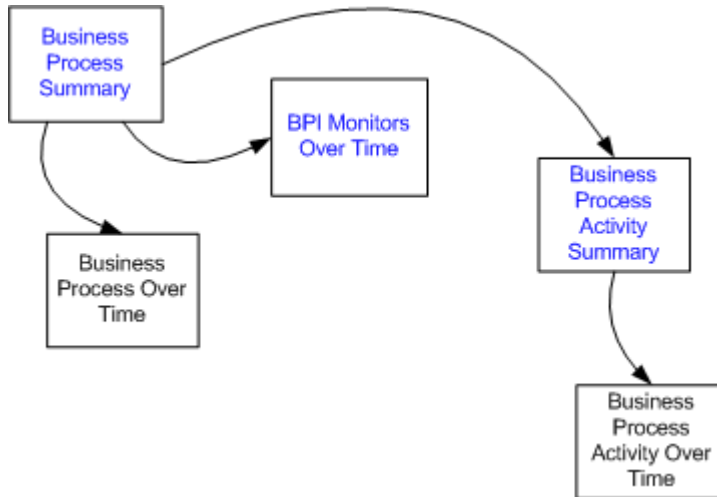 Business
Process
Summary
BPI Monitors
Over Time
Business
Process
Activity
Summary
Business
Process Over
Time
Business
Process
Activity Over
Time